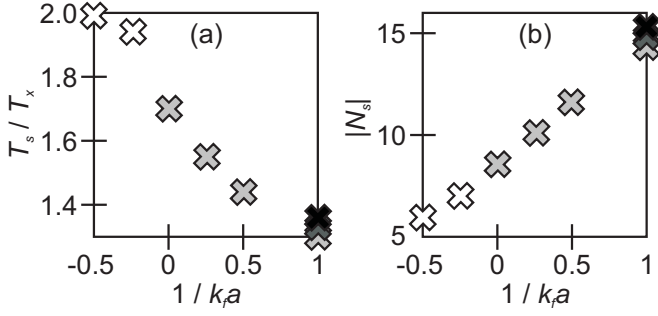 2.0
1.8
1.6
1.4
T_s / T_x
(a)
-0.5 0 0.5 1
1 / k_f a
15
10
5
|N_s|
(b)
-0.5 0 0.5 1
1 / k_f a